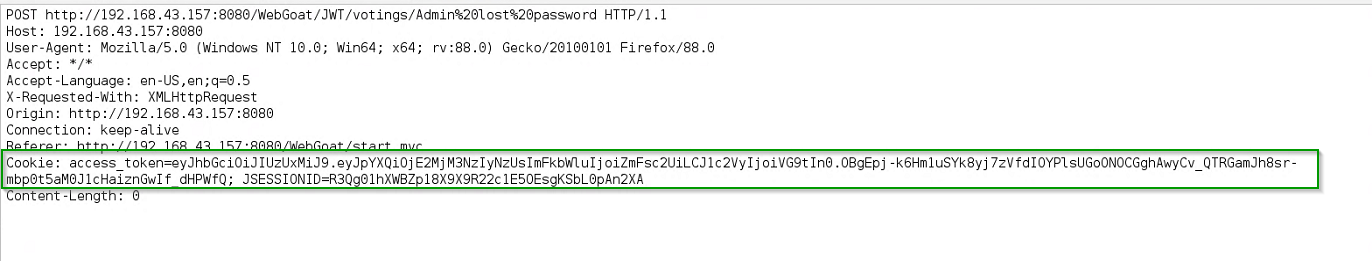 POST http://192.168.43.157:8080/WebGoat/JWT/votings/Admin%20lost%20password HTTP/1.1
Host: 192.168.43.157:8080
User-Agent: Mozilla/5.0 (Windows NT 10.0; Win64; x64; rv:88.0) Gecko/20100101 Firefox/88.0
Accept: */*
Accept-Language: en-US,en;q=0.5
X-Requested-With: XMLHttpRequest
Origin: http://192.168.43.157:8080
Connection: keep-alive
Referer: http://192.168.43.157:8080/WebGoat/start.mvc
Cookie: access_token=eyJhbGciOiJIUzUxMiJ9.eyJpYXQiOjE2MjM3NzIyNzUsImFkbWluIjoiZmFsc2UiLCJ1c2VyIjoiVG9tIn0.OBgEpj-k6Hm1uSYk8yj7zVfdIOYPlsUGoONOCGghAwyCv_QTRGamJh8sr-
mbp0t5aM0J1cHaiznGwIf_dHPWfQ; JSESSIONID=R3Qg01hXWBZp18X9X9R22c1E5OEsgKSbL0pAn2XA
Content-Length: 0